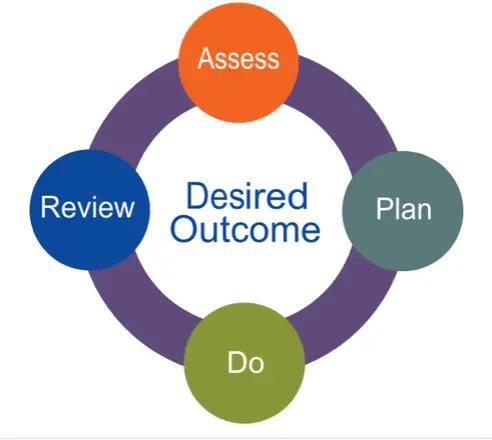 Assess
Review
Desired
Outcome
Plan
Do